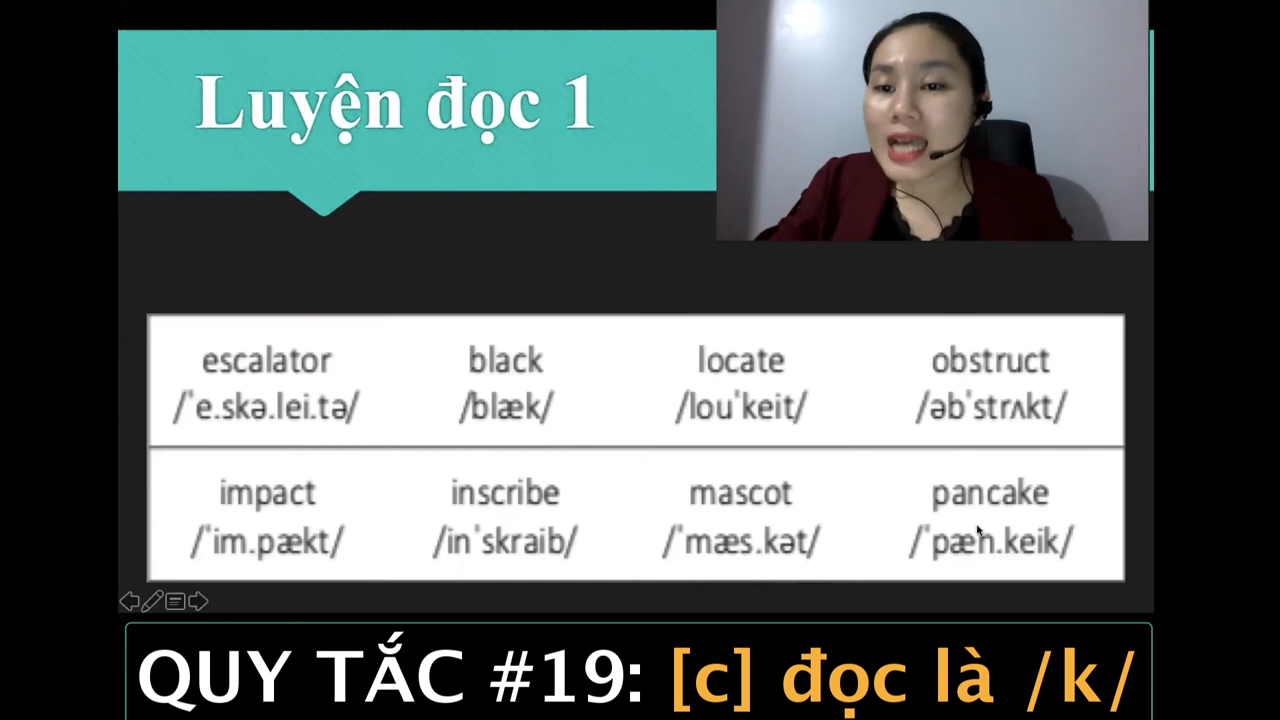 Luyện đọc 1
escalator black locate obstruct
/ˈe.skə.lei.tə/ /blæk/ /louˈkeit/ /əbˈstrʌkt/
impact inscribe mascot pancake
/ˈim.pækt/ /inˈskraib/ /ˈmæs.kət/ /ˈpæn.keik/
QUY TẮC #19: [c] đọc là /k/